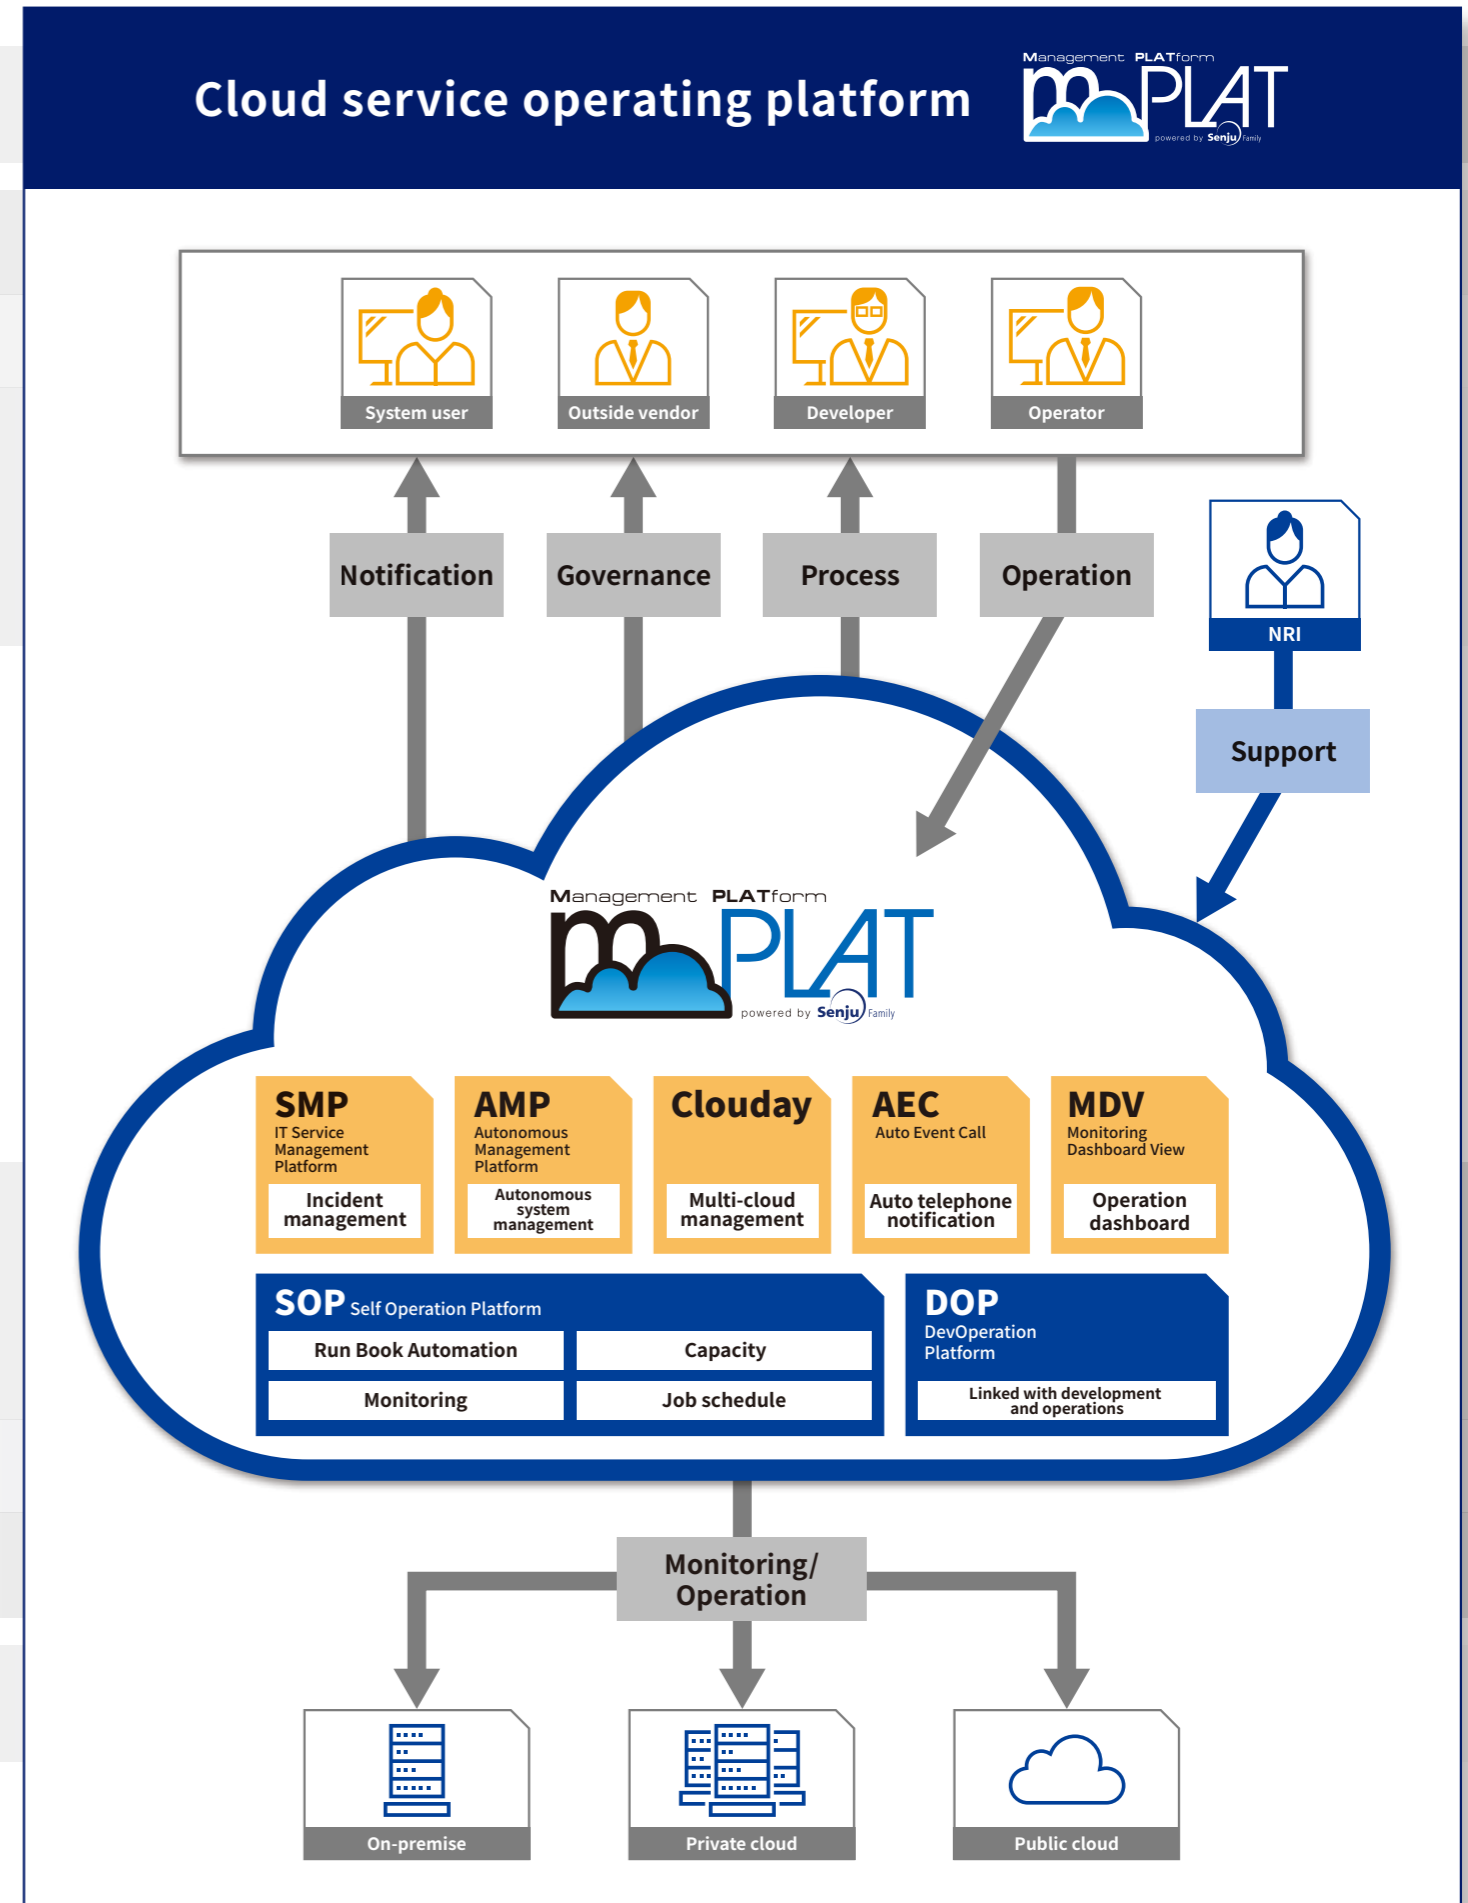 Cloud service operating platform
Management PLATform
mPLAT
powered by Senju Family
System user
Outside vendor
Developer
Operator
Notification
Governance
Process
Operation
NRI
Support
Management PLATform
mPLAT
powered by Senju Family
SMP
IT Service
Management
Platform
Incident
management
AMP
Autonomous
Management
Platform
Autonomous
system
management
Clouday
Multi-cloud
management
AEC
Auto Event Call
Auto telephone
notification
MDV
Monitoring
Dashboard View
Operation
dashboard
SOP Self Operation Platform
Run Book Automation
Capacity
Monitoring
Job schedule
DOP
DevOperation
Platform
Linked with development
and operations
Monitoring/
Operation
On-premise
Private cloud
Public cloud